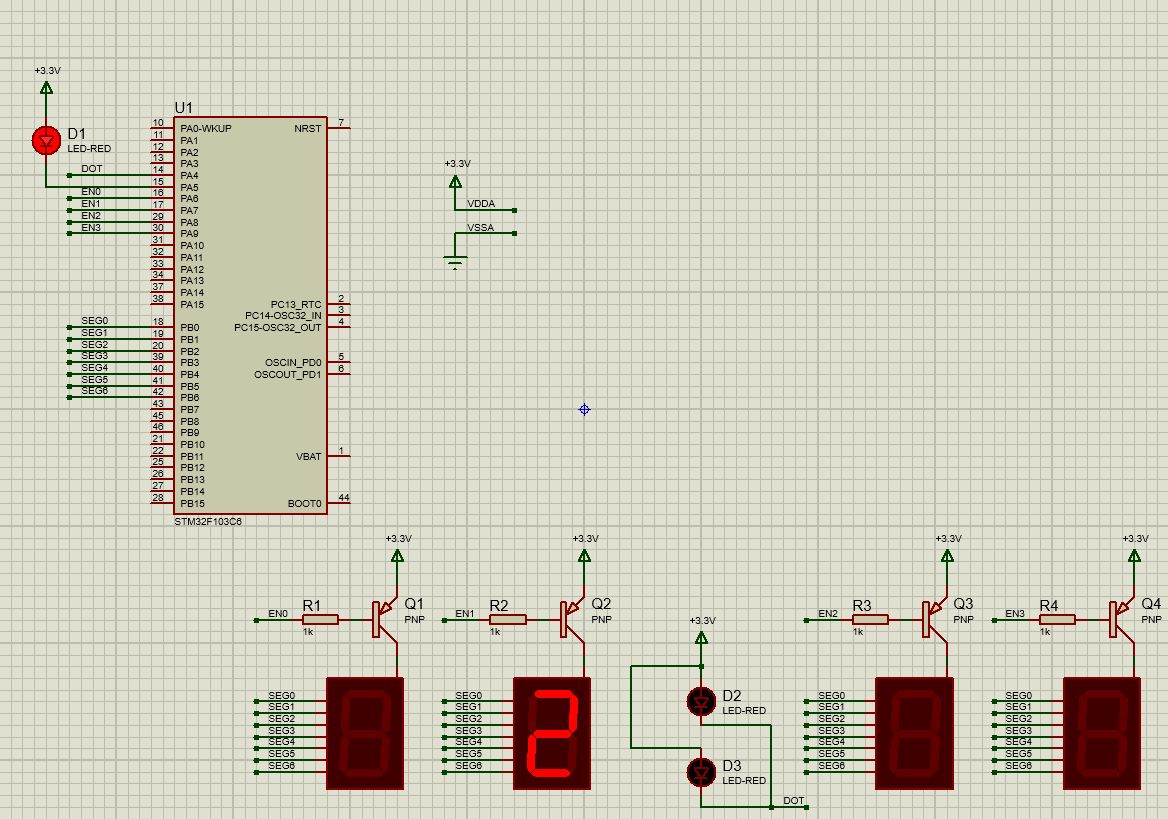 +3.3V
D1
LED-RED
DOT
EN0
EN1
EN2
EN3
SEG0
SEG1
SEG2
SEG3
SEG4
SEG5
SEG6
U1
10 PA0-WKUP NRST 7
11 PA1
12 PA2
13 PA3
14 PA4
15 PA5
16 PA6
17 PA7
29 PA8
30 PA9
31 PA10
32 PA11
33 PA12
34 PA13
37 PA14
38 PA15 PC13_RTC 2
PC14-OSC32_IN 3
18 PB0 PC15-OSC32_OUT 4
19 PB1
20 PB2
39 PB3 OSCIN_PD0 5
40 PB4 OSCOUT_PD1 6
41 PB5
42 PB6
43 PB7
45 PB8
46 PB9
21 PB10
22 PB11 VBAT 1
25 PB12
26 PB13
27 PB14
28 PB15 BOOT0 44
STM32F103C6
+3.3V
VDDA
VSSA
+3.3V
EN0 R1 Q1
1k PNP
SEG0
SEG1
SEG2
SEG3
SEG4
SEG5
SEG6
+3.3V
EN1 R2 Q2
1k PNP
SEG0
SEG1
SEG2
SEG3
SEG4
SEG5
SEG6
2
+3.3V
D2
LED-RED
D3
LED-RED
DOT
+3.3V
EN2 R3 Q3
1k PNP
SEG0
SEG1
SEG2
SEG3
SEG4
SEG5
SEG6
+3.3V
EN3 R4 Q4
1k PNP
SEG0
SEG1
SEG2
SEG3
SEG4
SEG5
SEG6